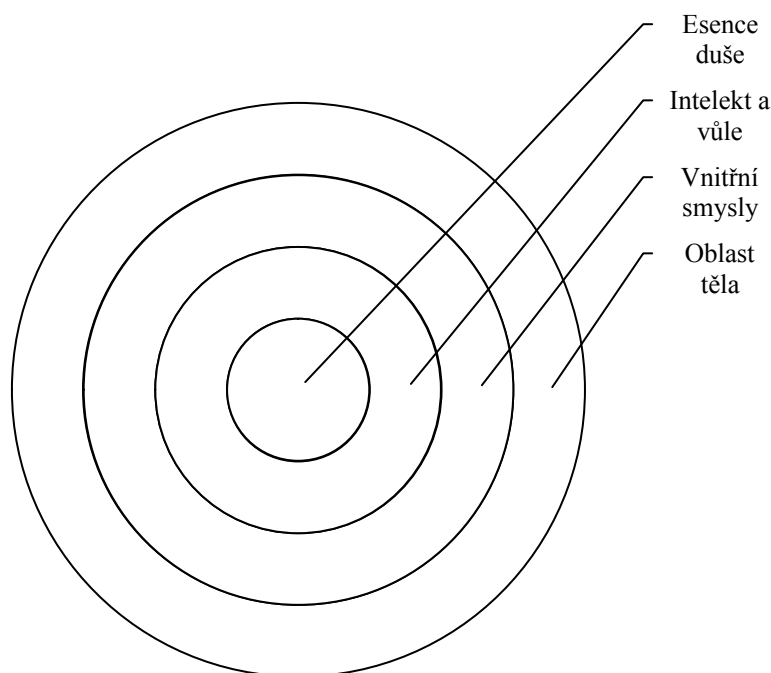 Esence
duše
Intelekt a
vůle
Vnitřní
smysly
Oblast
těla